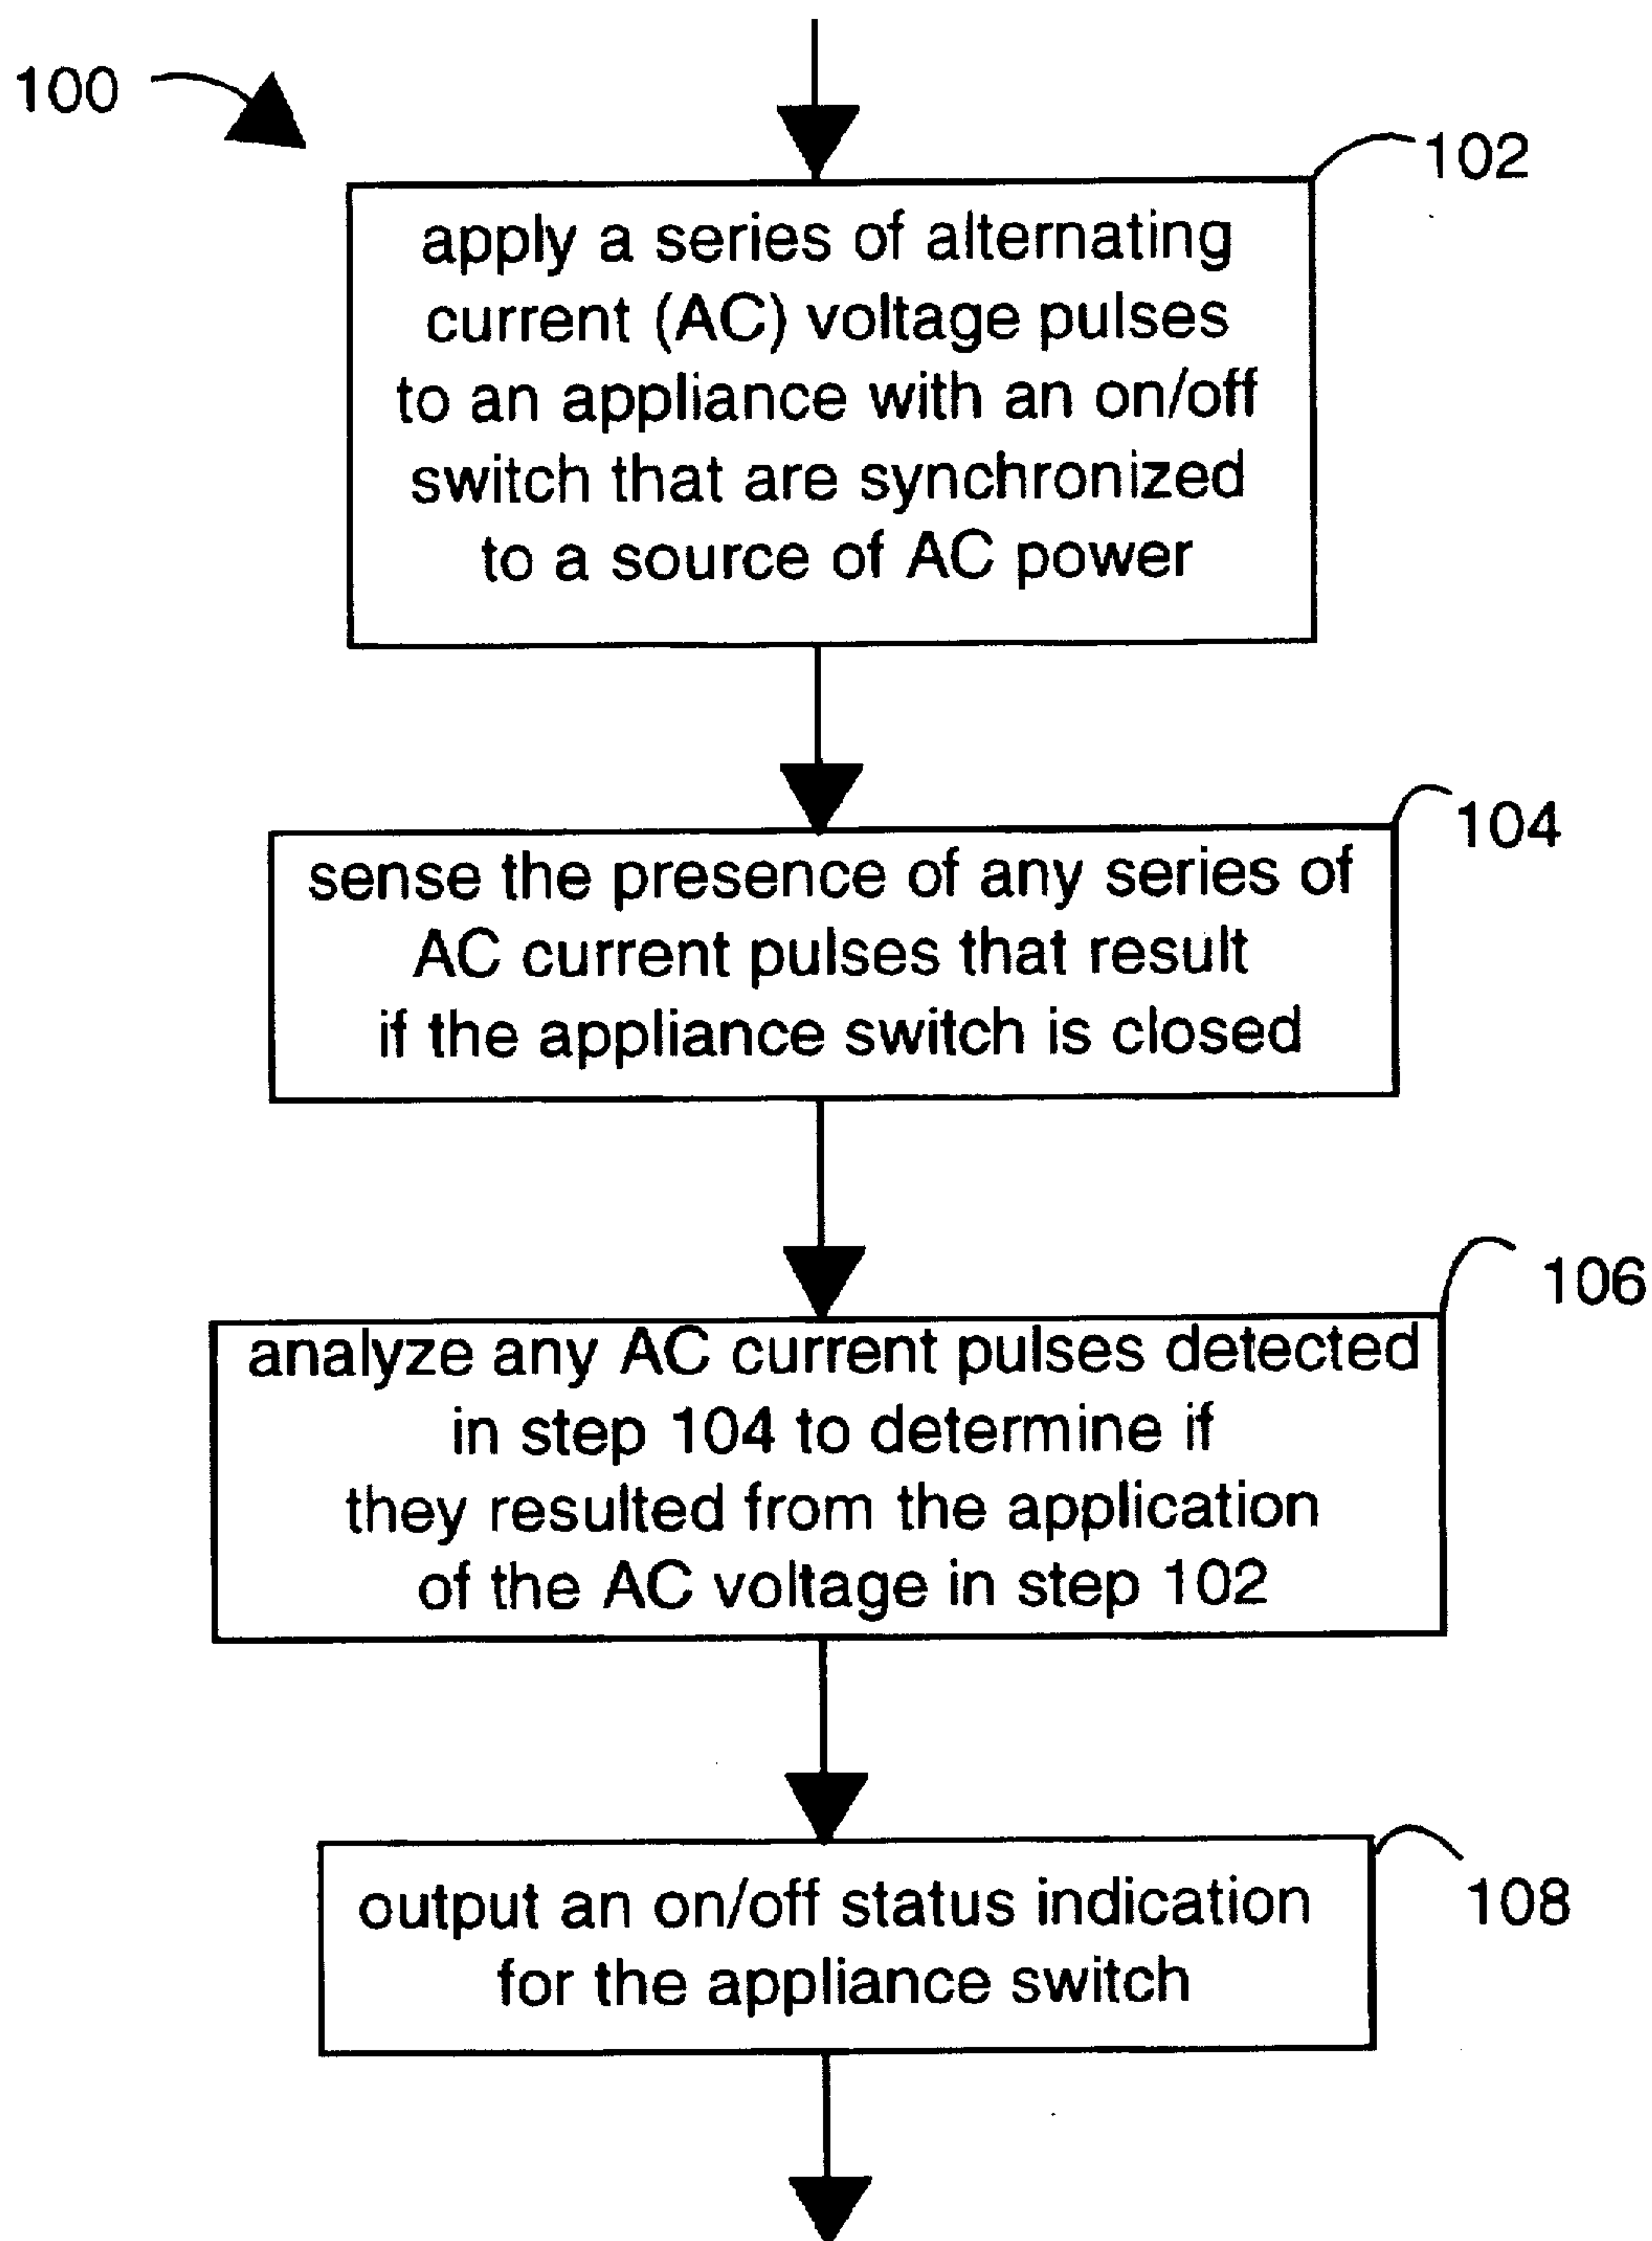 100
102
apply a series of alternating
current (AC) voltage pulses
to an appliance with an on/off
switch that are synchronized
to a source of AC power
104
sense the presence of any series of
AC current pulses that result
if the appliance switch is closed
106
analyze any AC current pulses detected
in step 104 to determine if
they resulted from the application
of the AC voltage in step 102
108
output an on/off status indication
for the appliance switch